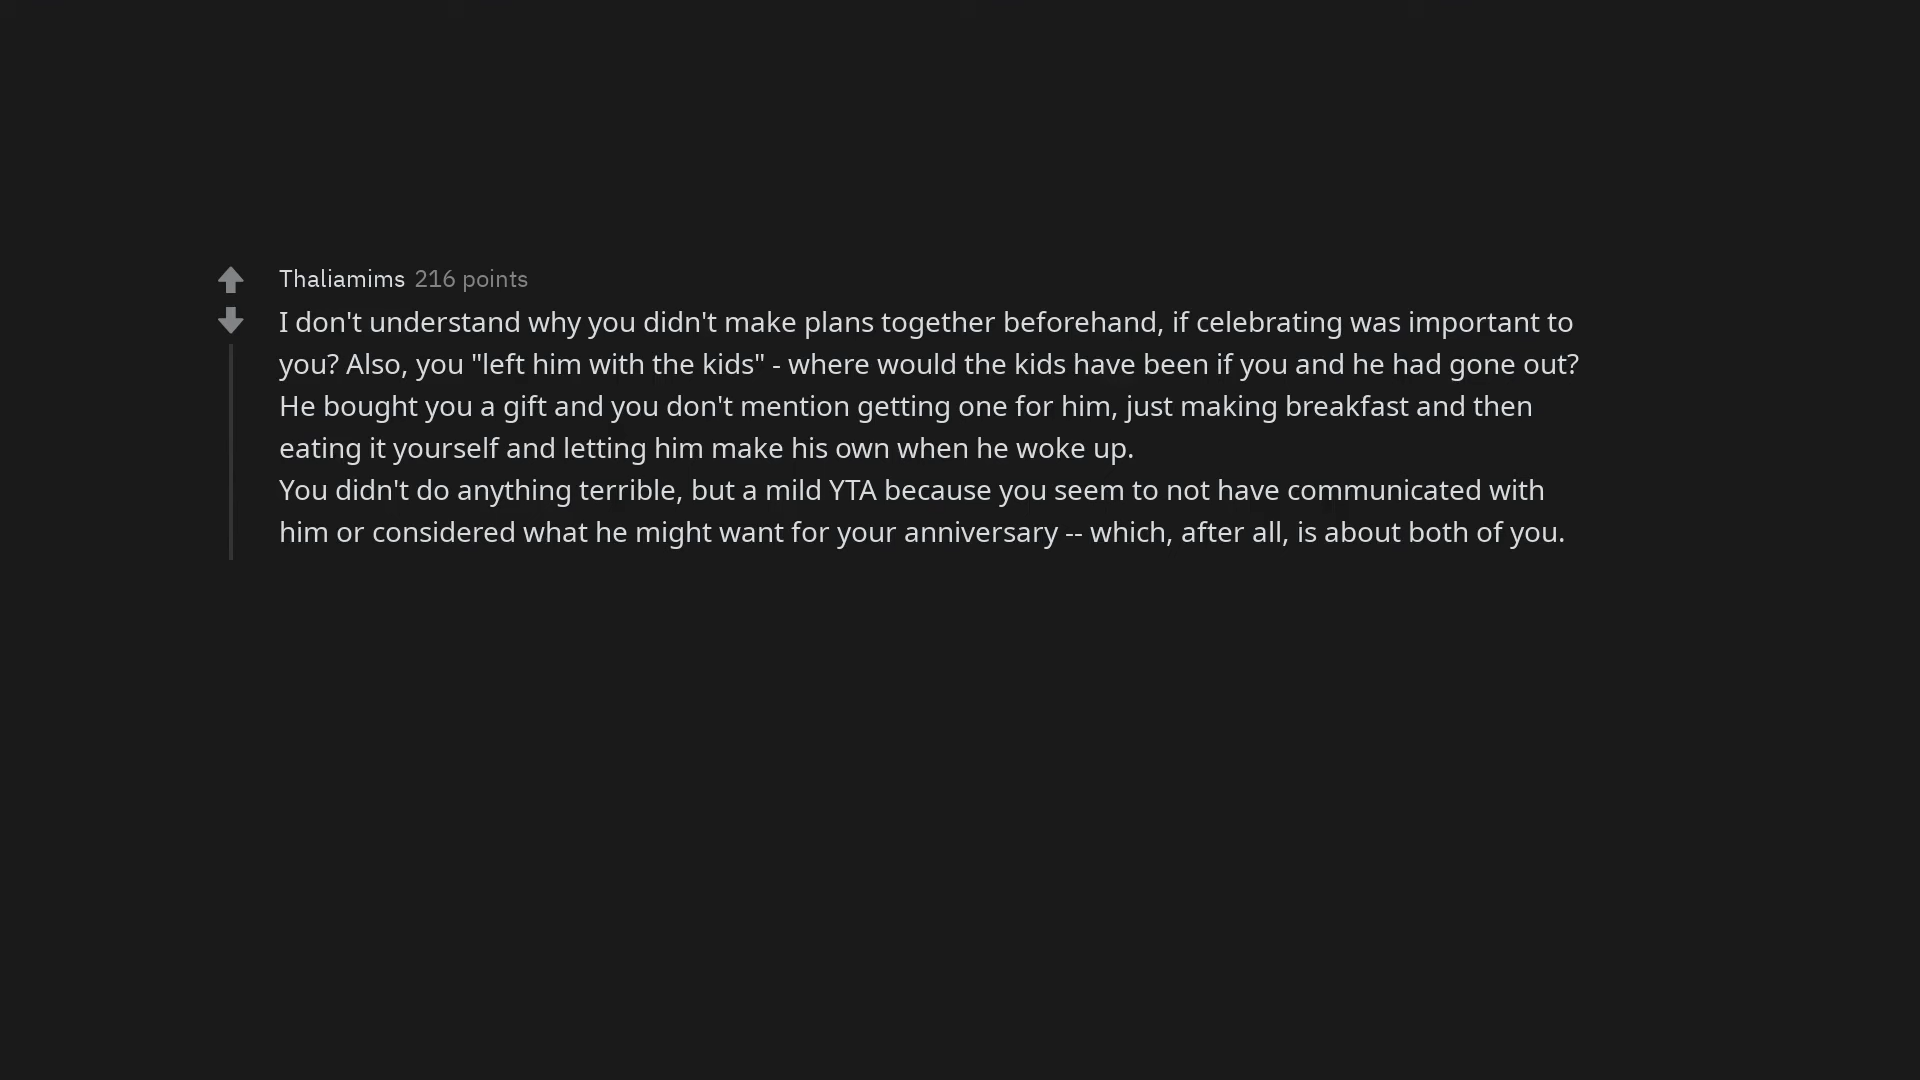 Thaliamims 216 points
I don't understand why you didn't make plans together beforehand, if celebrating was important to
you? Also, you "left him with the kids" - where would the kids have been if you and he had gone out?
He bought you a gift and you don't mention getting one for him, just making breakfast and then
eating it yourself and letting him make his own when he woke up.
You didn't do anything terrible, but a mild YTA because you seem to not have communicated with
him or considered what he might want for your anniversary -- which, after all, is about both of you.